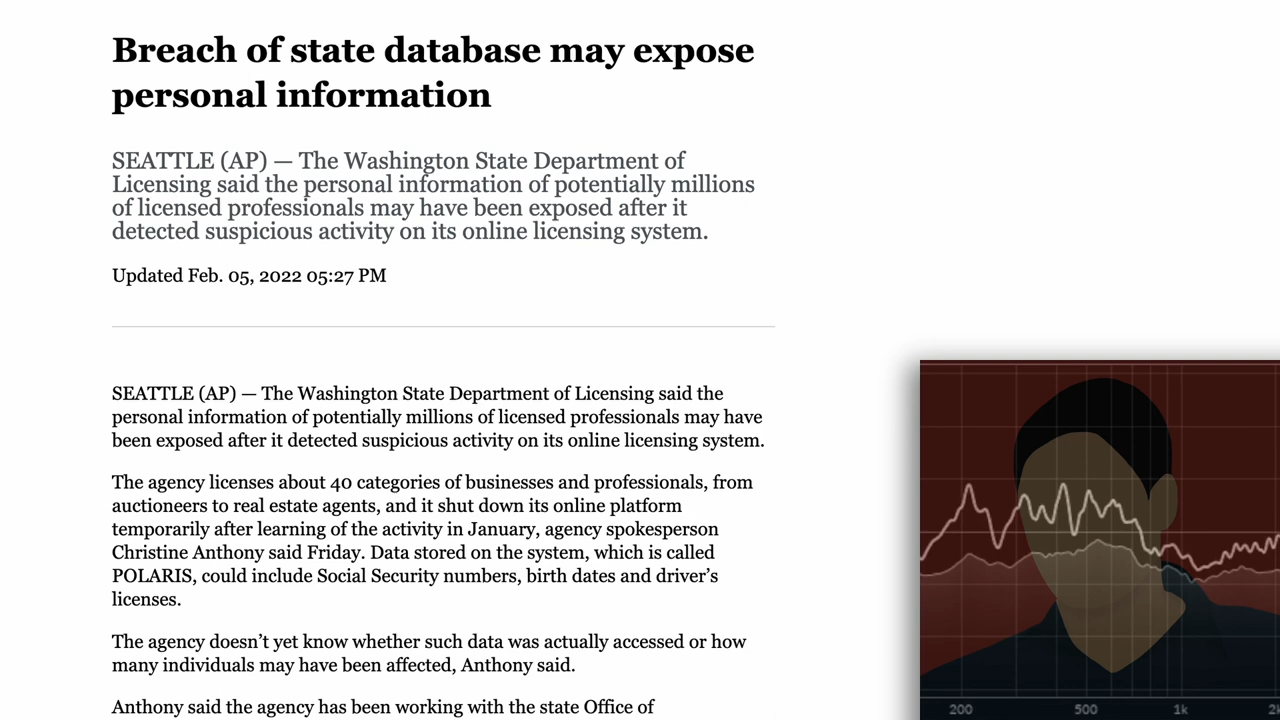 Breach of state database may expose
personal information
SEATTLE (AP) — The Washington State Department of
Licensing said the personal information of potentially millions
of licensed professionals may have been exposed after it
detected suspicious activity on its online licensing system.
Updated Feb. 05, 2022 05:27 PM
SEATTLE (AP) — The Washington State Department of Licensing said the
personal information of potentially millions of licensed professionals may have
been exposed after it detected suspicious activity on its online licensing system.
The agency licenses about 40 categories of businesses and professionals, from
auctioneers to real estate agents, and it shut down its online platform
temporarily after learning of the activity in January, agency spokesperson
Christine Anthony said Friday. Data stored on the system, which is called
POLARIS, could include Social Security numbers, birth dates and driver’s
licenses.
The agency doesn’t yet know whether such data was actually accessed or how
many individuals may have been affected, Anthony said.
Anthony said the agency has been working with the state Office of
200 500 1k